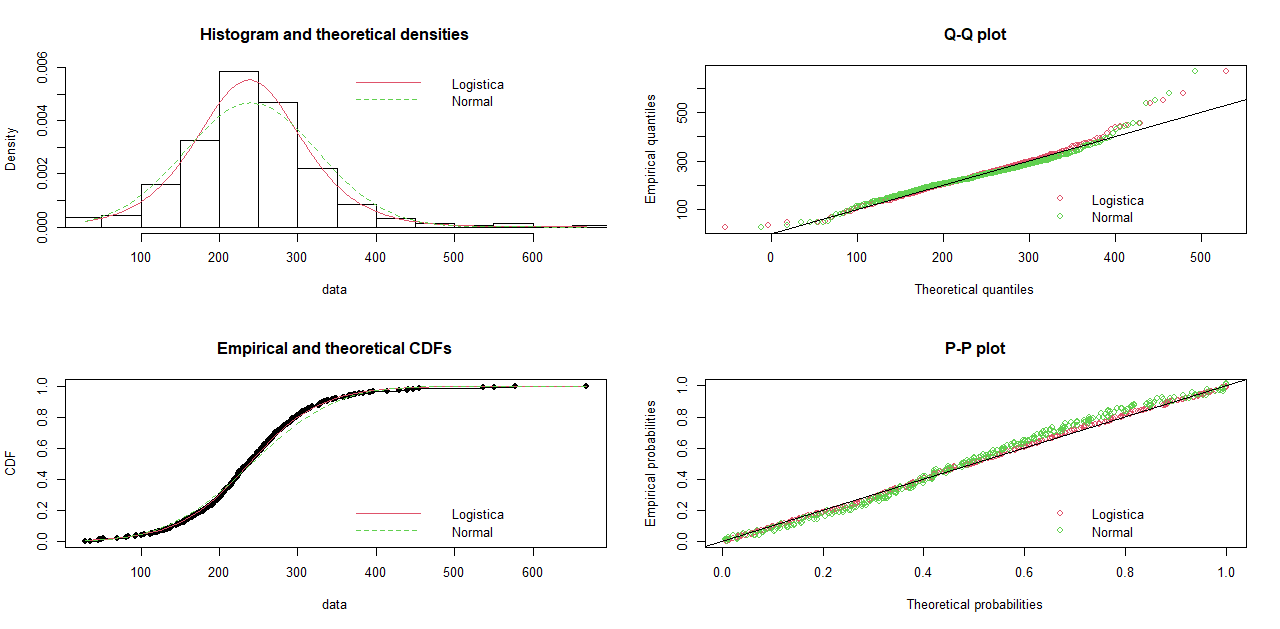 Histogram and theoretical densities
Density
0.000 0.002 0.004 0.006
Logistica
Normal
100 200 300 400 500 600
data
Q-Q plot
Empirical quantiles
100 300 500
Logistica
Normal
0 100 200 300 400 500
Theoretical quantiles
Empirical and theoretical CDFs
CDF
0.0 0.2 0.4 0.6 0.8 1.0
Logistica
Normal
100 200 300 400 500 600
data
P-P plot
Empirical probabilities
0.0 0.2 0.4 0.6 0.8 1.0
Logistica
Normal
0.0 0.2 0.4 0.6 0.8 1.0
Theoretical probabilities